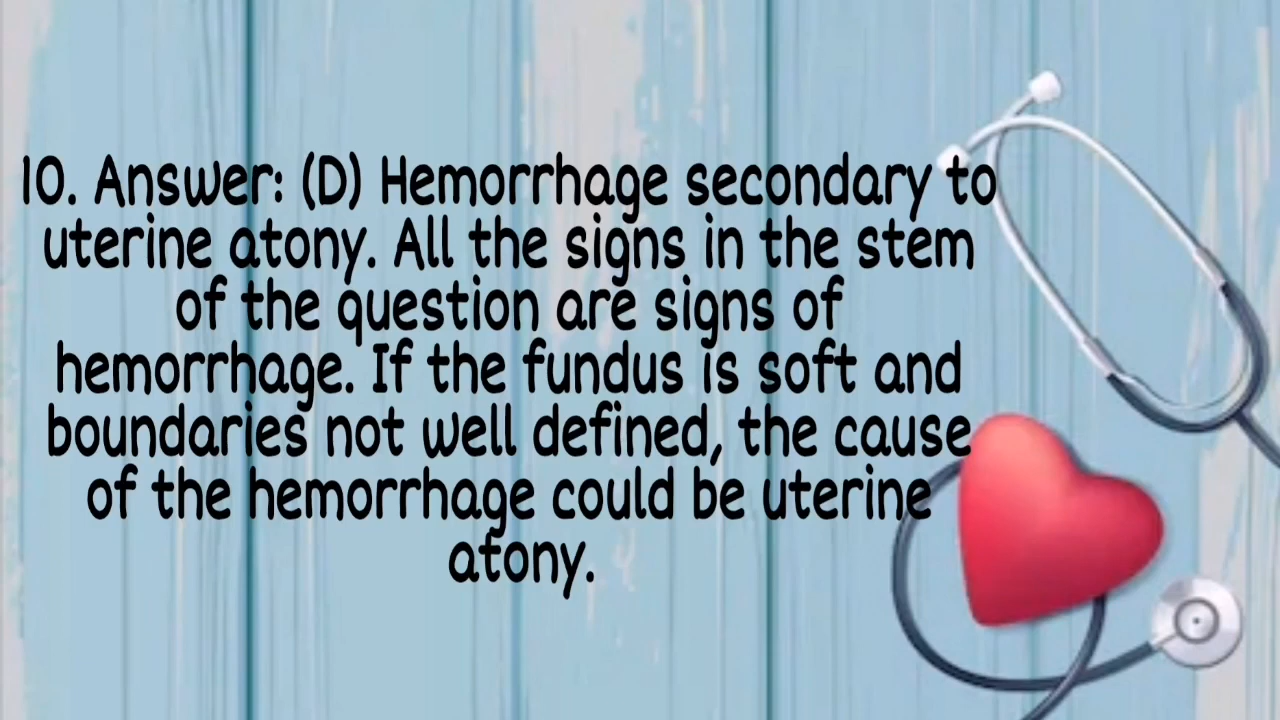 10. Answer: (D) Hemorrhage secondary to
uterine atony. All the signs in the stem
of the question are signs of
hemorrhage. If the fundus is soft and
boundaries not well defined, the cause
of the hemorrhage could be uterine
atony.